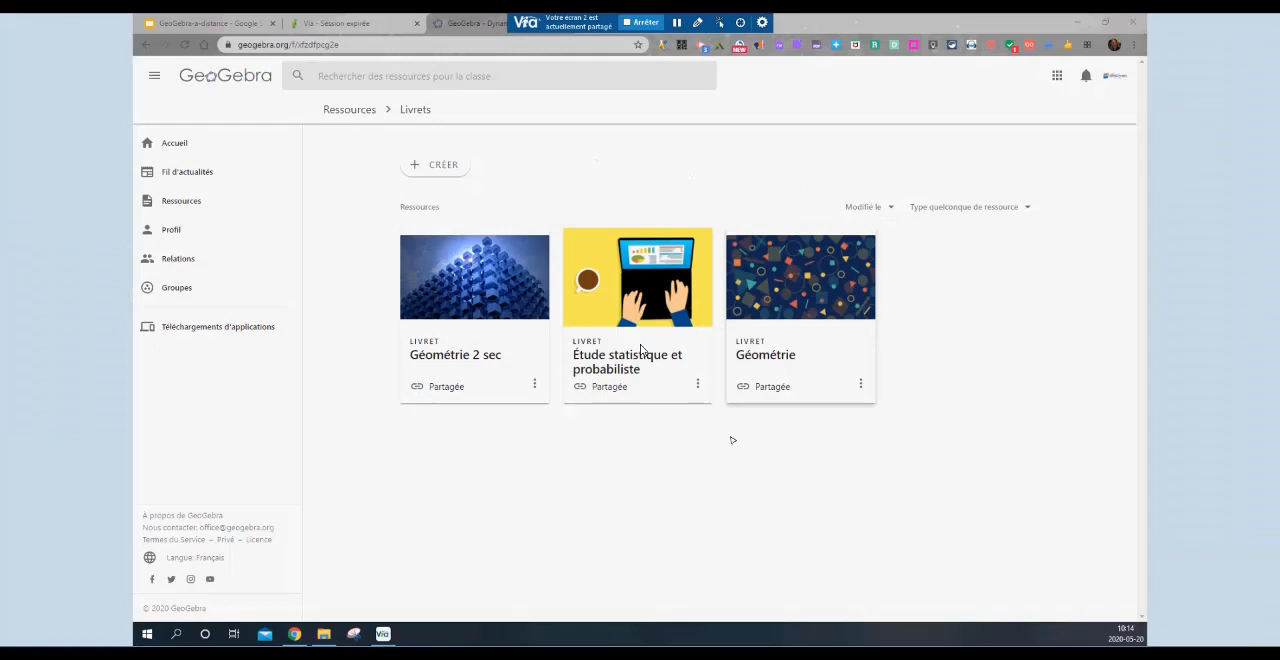 GeoGebra-a-distance - Google S
Via - Session expirée
GeoGebra - Dynam
Via
Votre écran 2 est
actuellement partagé
Arrêter
geogebra.org/f/xfzdfpcg2e
GeoGebra
Rechercher des ressources pour la classe
Ressources > Livrets
Accueil
Fil d'actualités
Ressources
Profil
Relations
Groupes
Téléchargements d'applications
+ CRÉER
Ressources
Modifié le
Type quelconque de ressource
LIVRET
Géométrie 2 sec
Partagée
LIVRET
Étude statistique et
probabiliste
Partagée
LIVRET
Géométrie
Partagée
À propos de GeoGebra
Nous contacter: office@geogebra.org
Termes du Service – Privé – Licence
Langue: Français
© 2020 GeoGebra
Via
10:14
2020-05-20